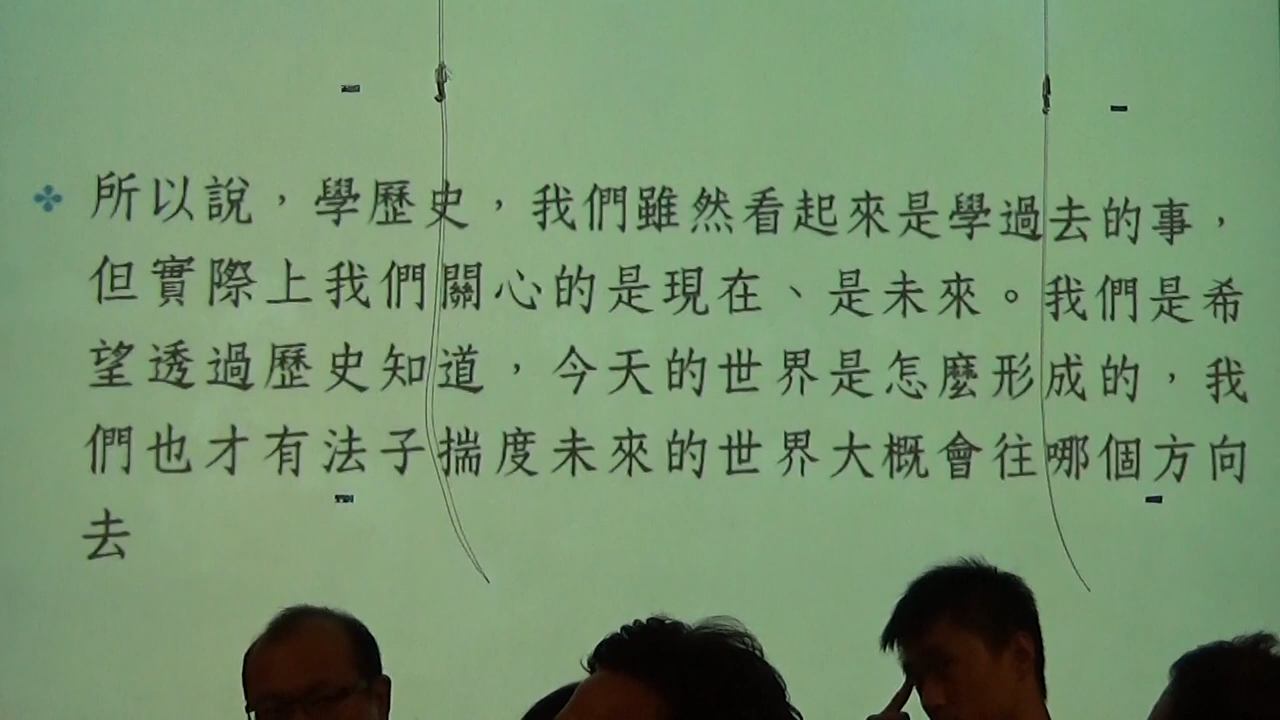 所以說，學歷史，我們雖然看起來是學過去的事，
但實際上我們關心的是現在、是未來。我們是希
望透過歷史知道，今天的世界是怎麼形成的，我
們也才有法子揣度未來的世界大概會往哪個方向
去